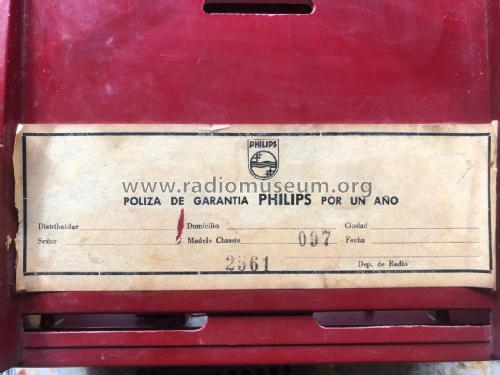 PHILIPS
www.radiomuseum.org
POLIZA DE GARANTIA PHILIPS POR UN AÑO
Distribuidor Domicilio Ciudad
Señor Modelo Chassis 097 Fecha
2561 Dep. de Radio